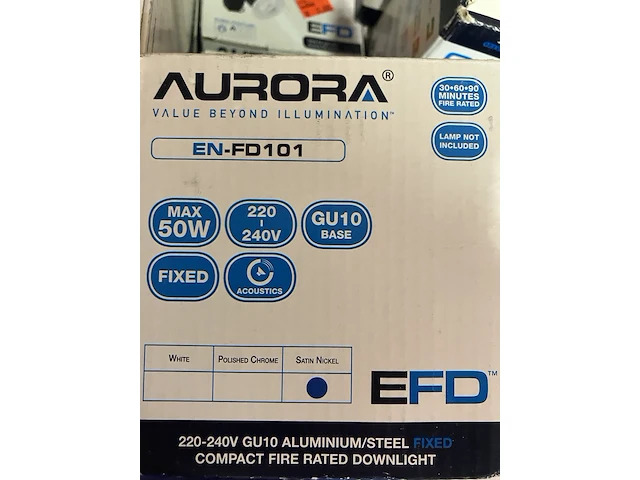 EFD
AURORA®
VALUE BEYOND ILLUMINATION™
EN-FD101
30•60•90
MINUTES
FIRE RATED
LAMP NOT
INCLUDED
MAX
50W
220
-
240V
GU10
BASE
FIXED
ACOUSTICS
WHITE
POLISHED CHROME
SATIN NICKEL
EFD™
220-240V GU10 ALUMINIUM/STEEL FIXED
COMPACT FIRE RATED DOWNLIGHT